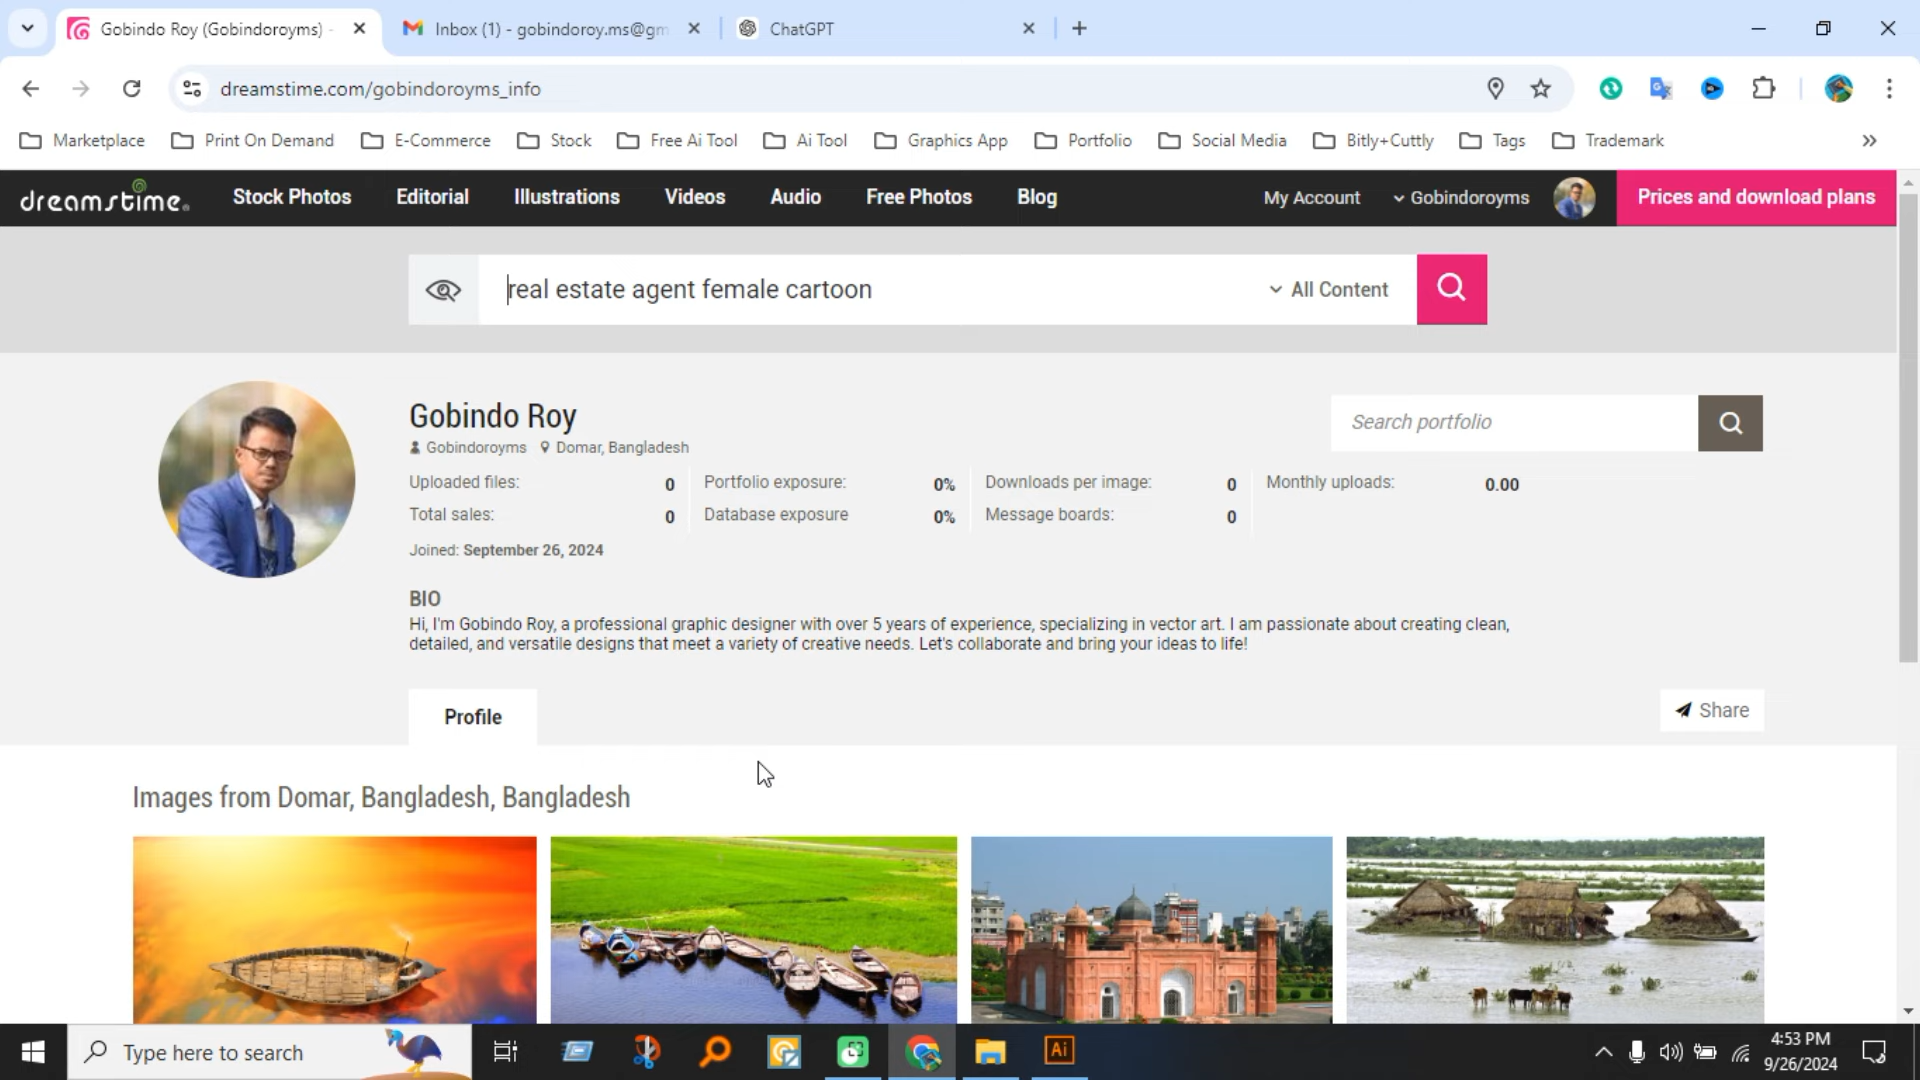 Gobindo Roy (Gobindoroyms) -
Inbox (1) - gobindoroy.ms@gm
ChatGPT
dreamstime.com/gobindoroyms_info
Marketplace
Print On Demand
E-Commerce
Stock
Free Ai Tool
Ai Tool
Graphics App
Portfolio
Social Media
Bitly+Cuttly
Tags
Trademark
dreamstime.
Stock Photos
Editorial
Illustrations
Videos
Audio
Free Photos
Blog
My Account
Gobindoroyms
Prices and download plans
real estate agent female cartoon
All Content
Gobindo Roy
Gobindoroyms
Domar, Bangladesh
Search portfolio
Uploaded files: 0
Portfolio exposure: 0%
Downloads per image: 0
Monthly uploads: 0.00
Total sales: 0
Database exposure 0%
Message boards: 0
Joined: September 26, 2024
BIO
Hi, I'm Gobindo Roy, a professional graphic designer with over 5 years of experience, specializing in vector art. I am passionate about creating clean,
detailed, and versatile designs that meet a variety of creative needs. Let's collaborate and bring your ideas to life!
Profile
Share
Images from Domar, Bangladesh, Bangladesh
Type here to search
Ai
4:53 PM
9/26/2024